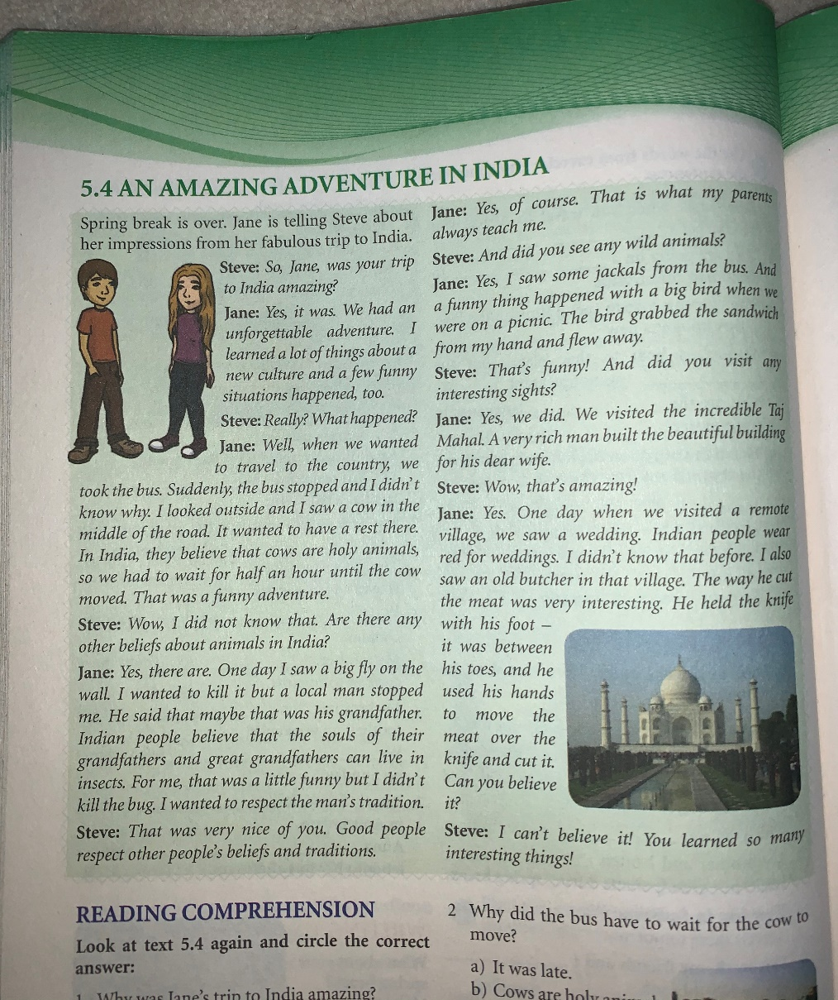 5.4 AN AMAZING ADVENTURE IN INDIA
Spring break is over. Jane is telling Steve about
her impressions from her fabulous trip to India.
Steve: So, Jane, was your trip
to India amazing?
Jane: Yes, it was. We had an
unforgettable adventure. I
learned a lot of things about a
new culture and a few funny
situations happened, too.
Steve: Really? What happened?
Jane: Well, when we wanted
to travel to the country, we
took the bus. Suddenly, the bus stopped and I didn't
know why. I looked outside and I saw a cow in the
middle of the road. It wanted to have a rest there.
In India, they believe that cows are holy animals,
so we had to wait for half an hour until the cow
moved. That was a funny adventure.
Steve: Wow, I did not know that. Are there any
other beliefs about animals in India?
Jane: Yes, there are. One day I saw a big fly on the
wall. I wanted to kill it but a local man stopped
me. He said that maybe that was his grandfather.
Indian people believe that the souls of their
grandfathers and great grandfathers can live in
insects. For me, that was a little funny but I didn't
kill the bug. I wanted to respect the man's tradition.
Steve: That was very nice of you. Good people
respect other people's beliefs and traditions.
Jane: Yes, of course. That is what my parents
always teach me.
Steve: And did you see any wild animals?
Jane: Yes, I saw some jackals from the bus. And
a funny thing happened with a big bird when we
were on a picnic. The bird grabbed the sandwich
from my hand and flew away.
Steve: That's funny! And did you visit any
interesting sights?
Jane: Yes, we did. We visited the incredible Taj
Mahal. A very rich man built the beautiful building
for his dear wife.
Steve: Wow, that's amazing!
Jane: Yes. One day when we visited a remote
village, we saw a wedding. Indian people wear
red for weddings. I didn't know that before. I also
saw an old butcher in that village. The way he cut
the meat was very interesting. He held the knife
with his foot –
it was between
his toes, and he
used his hands
to move the
meat over the
knife and cut it.
Can you believe
it?
Steve: I can't believe it! You learned so many
interesting things!
READING COMPREHENSION
Look at text 5.4 again and circle the correct
answer:
1 Why was Jane's trip to India amazing?
2 Why did the bus have to wait for the cow to
move?
a) It was late.
b) Cows are holy